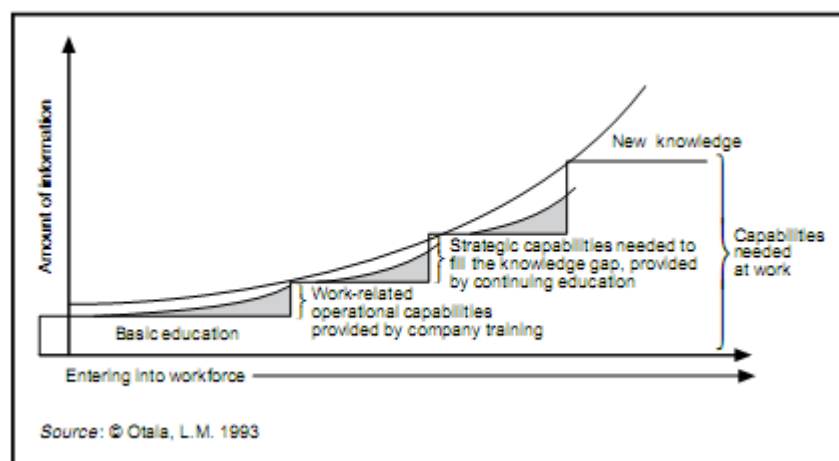 Amount of information
New knowledge
Capabilities
needed
at work
Strategic capabilities needed to
fill the knowledge gap, provided
by continuing education
Work-related
operational capabilities
provided by company training
Basic education
Entering into workforce
Source: © Otala, L.M. 1993